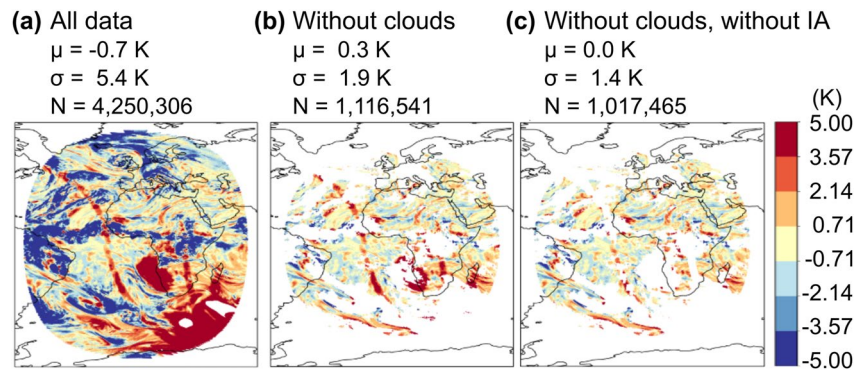 (a) All data
μ = -0.7 K
σ = 5.4 K
N = 4,250,306
(b) Without clouds
μ = 0.3 K
σ = 1.9 K
N = 1,116,541
(c) Without clouds, without IA
μ = 0.0 K
σ = 1.4 K
N = 1,017,465
(K)
5.00
3.57
2.14
0.71
-0.71
-2.14
-3.57
-5.00